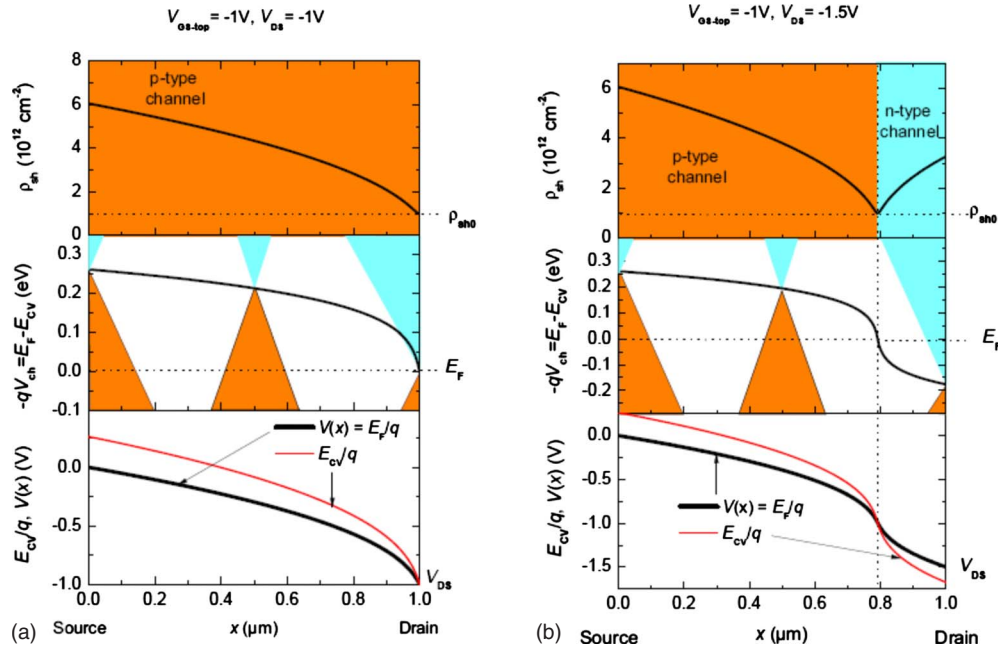 V_GS-top = -1V, V_DS = -1V
8
6
4
2
0
ρ_sh (10^12 cm^-2)
p-type
channel
ρ_sh0
0.3
0.2
0.1
0.0
-0.1
-qV_ch=E_F-E_CV (eV)
E_F
0.0
-0.5
-1.0
E_CV/q, V(x) (V)
V(x) = E_F/q
E_CV/q
V_DS
0.0 0.2 0.4 0.6 0.8 1.0
(a) Source x (μm) Drain
V_GS-top = -1V, V_DS = -1.5V
6
4
2
0
ρ_sh (10^12 cm^-2)
p-type
channel
n-type
channel
ρ_sh0
0.3
0.2
0.1
0.0
-0.1
-0.2
-qV_ch=E_F-E_CV (eV)
E_F
0.0
-0.5
-1.0
-1.5
E_CV/q, V(x) (V)
V(x) = E_F/q
E_CV/q
V_DS
0.0 0.2 0.4 0.6 0.8 1.0
(b) Source x (μm) Drain